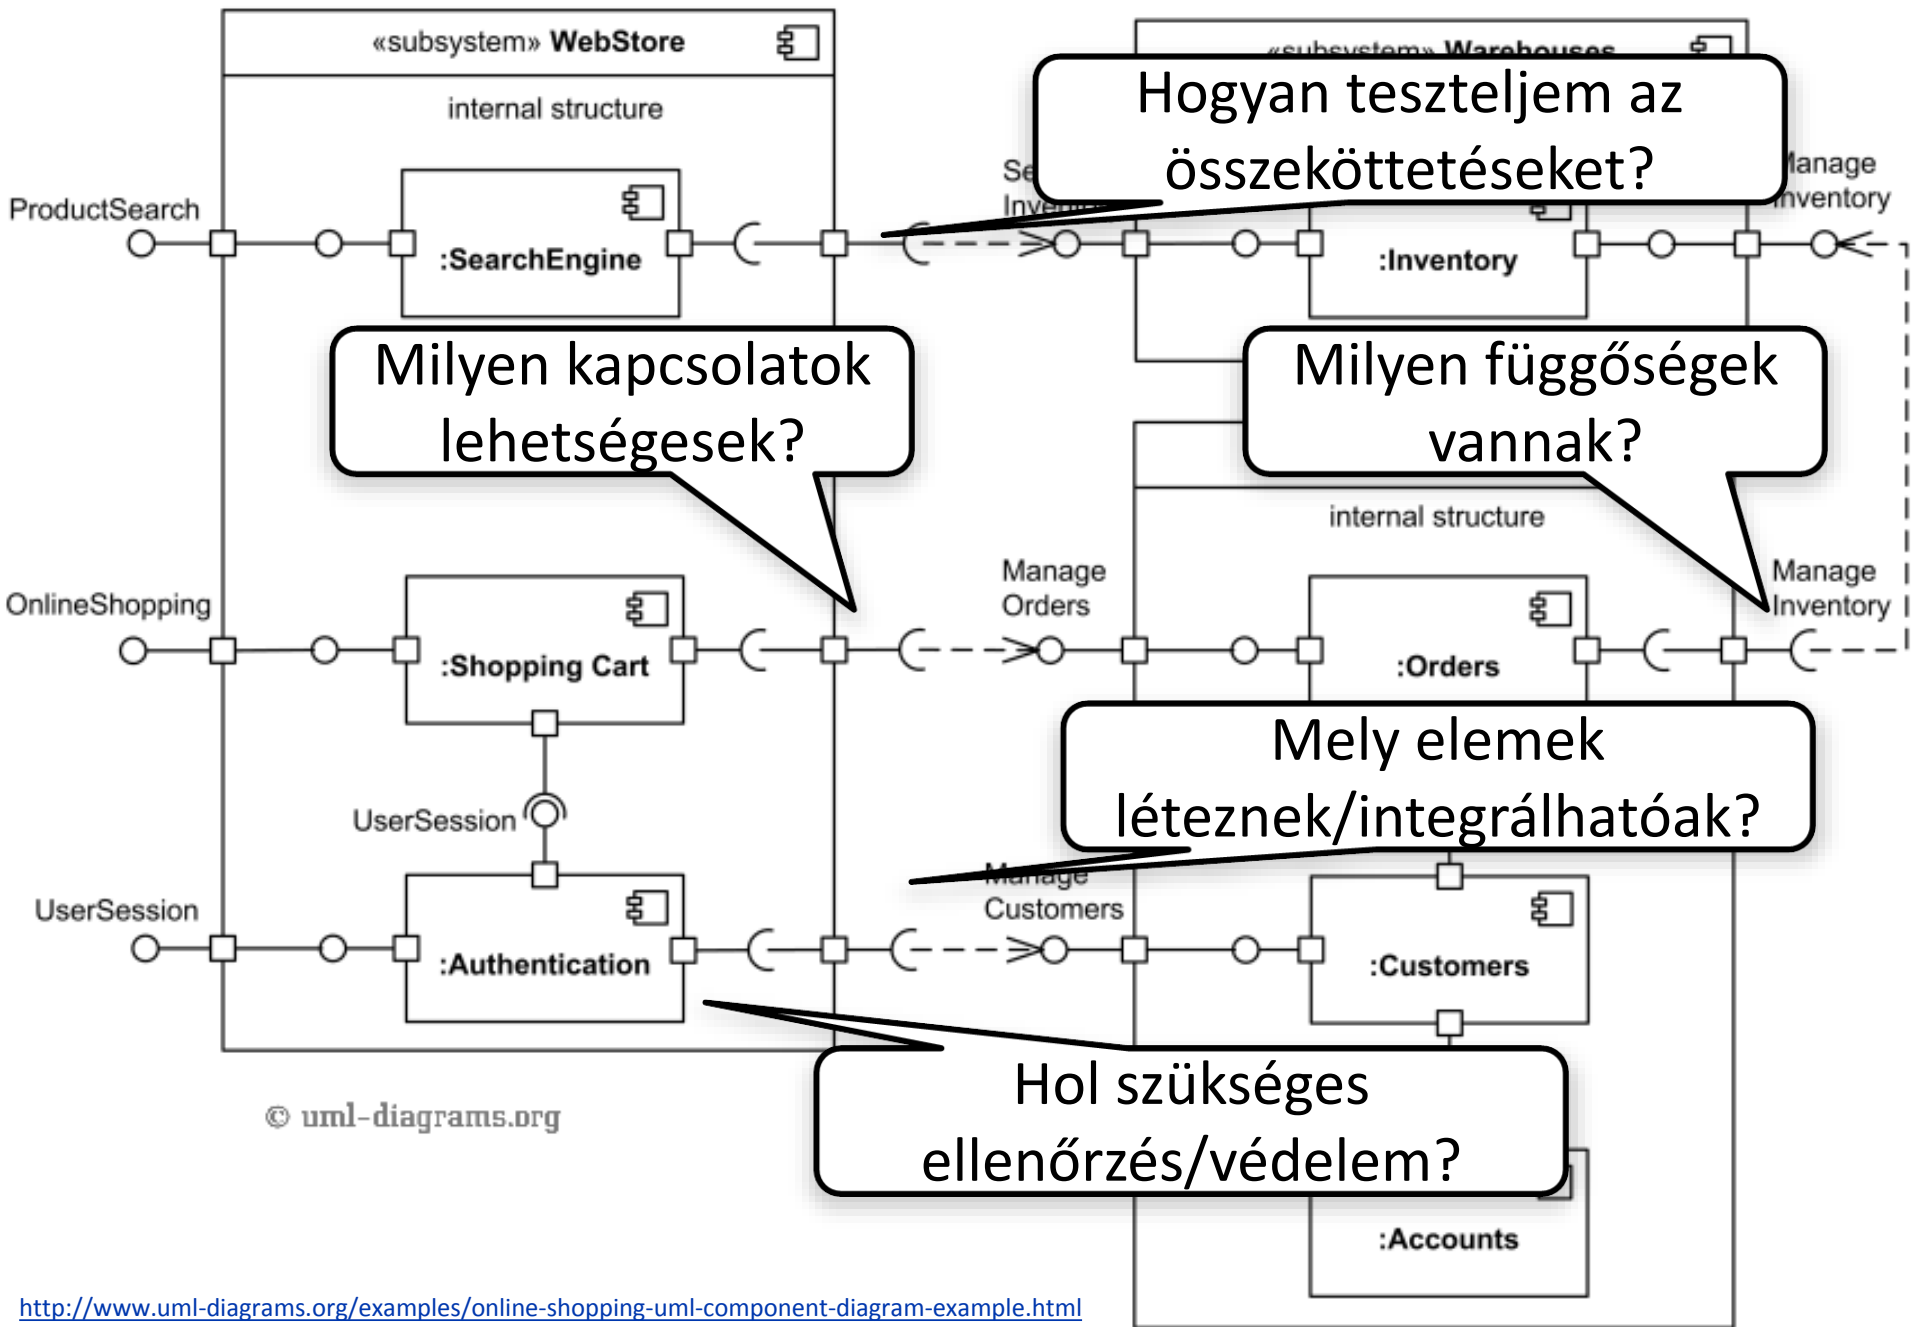 «subsystem» WebStore
«subsystem» Warehouses
internal structure
Hogyan teszteljem az
összeköttetéseket?
ProductSearch
:SearchEngine
:Inventory
Manage
Inventory
Milyen kapcsolatok
lehetségesek?
Milyen függőségek
vannak?
internal structure
OnlineShopping
:Shopping Cart
Manage
Orders
:Orders
Manage
Inventory
Mely elemek
léteznek/integrálhatóak?
UserSession
UserSession
:Authentication
Manage
Customers
:Customers
Hol szükséges
ellenőrzés/védelem?
© uml-diagrams.org
:Accounts
http://www.uml-diagrams.org/examples/online-shopping-uml-component-diagram-example.html